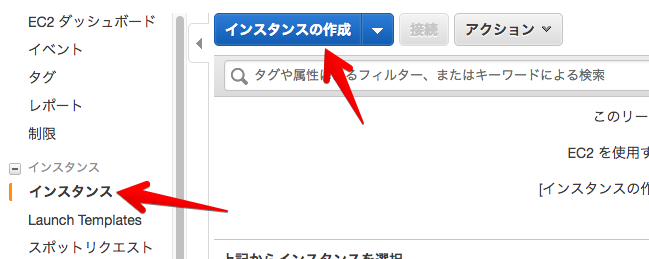 EC2 ダッシュボード
イベント
タグ
レポート
制限
インスタンス
インスタンス
Launch Templates
スポットリクエスト
インスタンスの作成
接続
アクション
タグや属性に るフィルター、またはキーワードによる検索
このリー
EC2 を使用す
[インスタンスの作
上記からインスタンスを選択